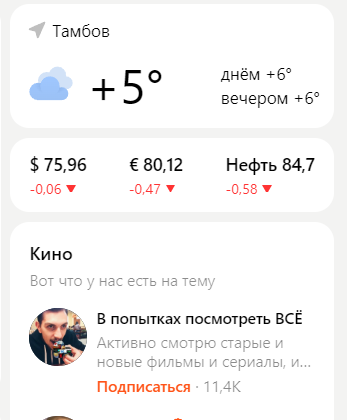 Тамбов
+5°
днём +6°
вечером +6°
$ 75,96
€ 80,12
Нефть 84,7
-0,06
-0,47
-0,58
Кино
Вот что у нас есть на тему
В попытках посмотреть ВСЁ
Активно смотрю старые и
новые фильмы и сериалы, и...
Подписаться · 11,4K